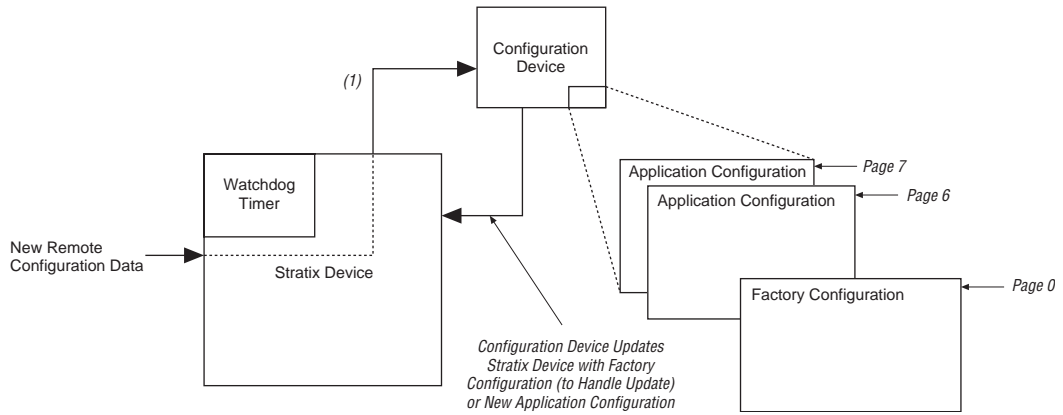 Configuration
Device
(1)
Application Configuration
Page 7
Watchdog
Timer
Application Configuration
Page 6
New Remote
Configuration Data
Stratix Device
Factory Configuration
Page 0
Configuration Device Updates
Stratix Device with Factory
Configuration (to Handle Update)
or New Application Configuration